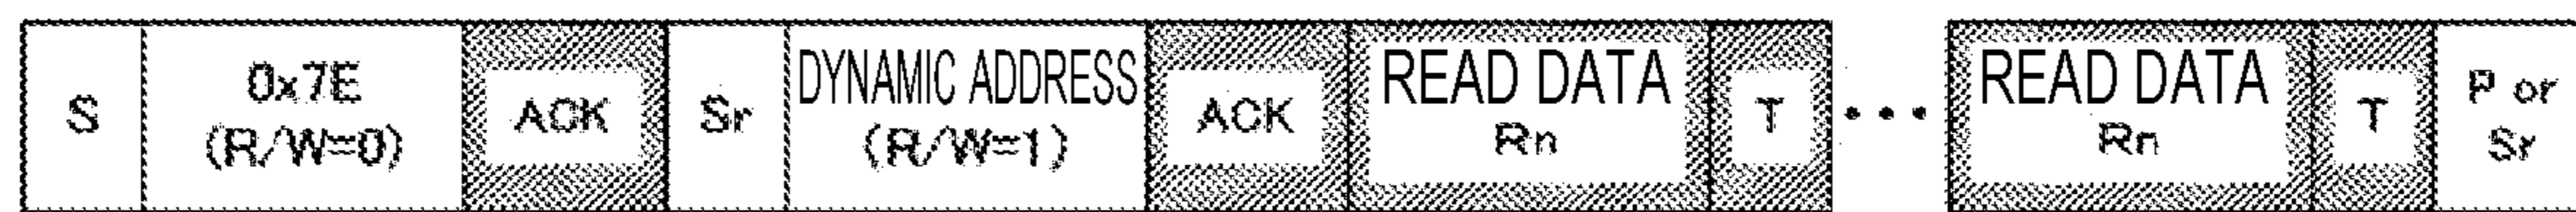 S
0x7E
(R/W=0)
ACK
Sr
DYNAMIC ADDRESS
(R/W=1)
ACK
READ DATA
Rn
T
• • •
READ DATA
Rn
T
P or
Sr